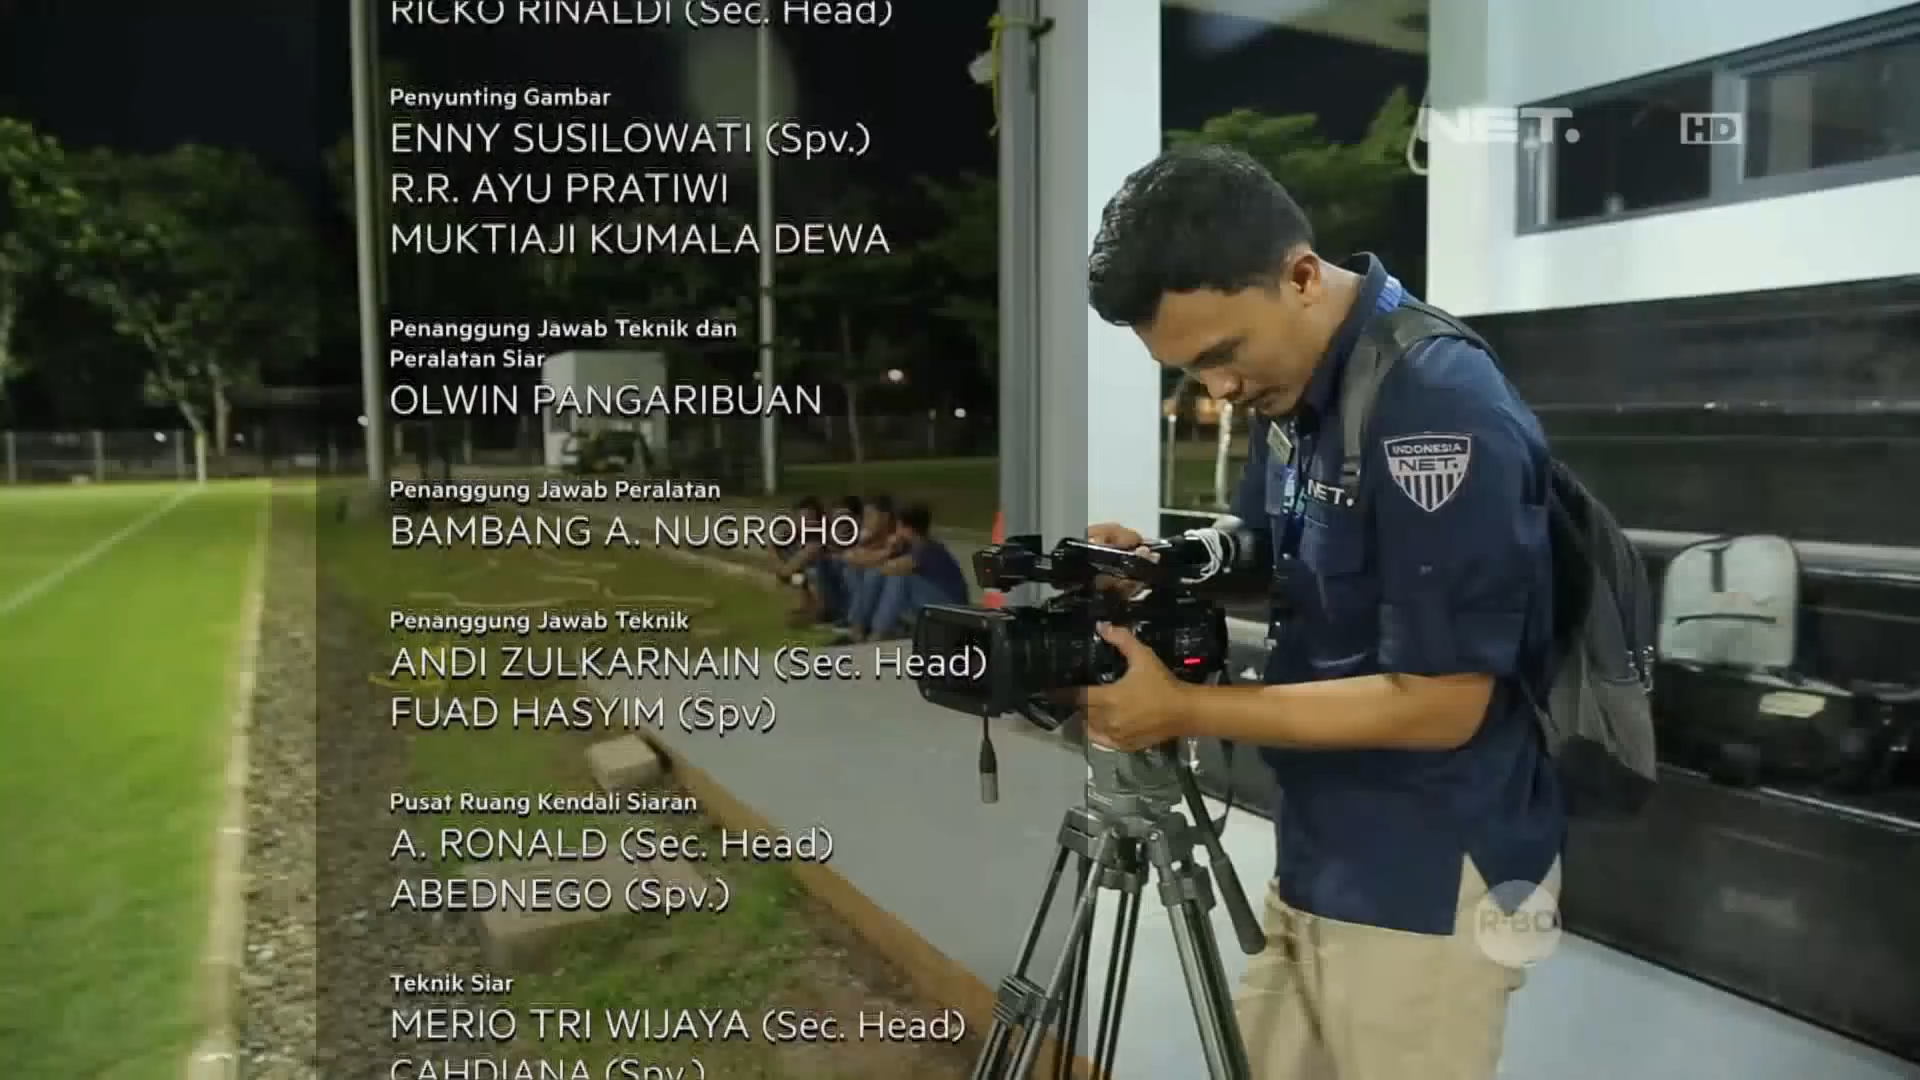 RICKO RINALDI (Sec. Head)
Penyunting Gambar
ENNY SUSILOWATI (Spv.)
R.R. AYU PRATIWI
MUKTIAJI KUMALA DEWA
Penanggung Jawab Teknik dan
Peralatan Siar
OLWIN PANGARIBUAN
Penanggung Jawab Peralatan
BAMBANG A. NUGROHO
Penanggung Jawab Teknik
ANDI ZULKARNAIN (Sec. Head)
FUAD HASYIM (Spv)
Pusat Ruang Kendali Siaran
A. RONALD (Sec. Head)
ABEDNEGO (Spv.)
Teknik Siar
MERIO TRI WIJAYA (Sec. Head)
CAHDIANA (Spv.)
NET.
HD
INDONESIA
NET.
NET.
R-BO